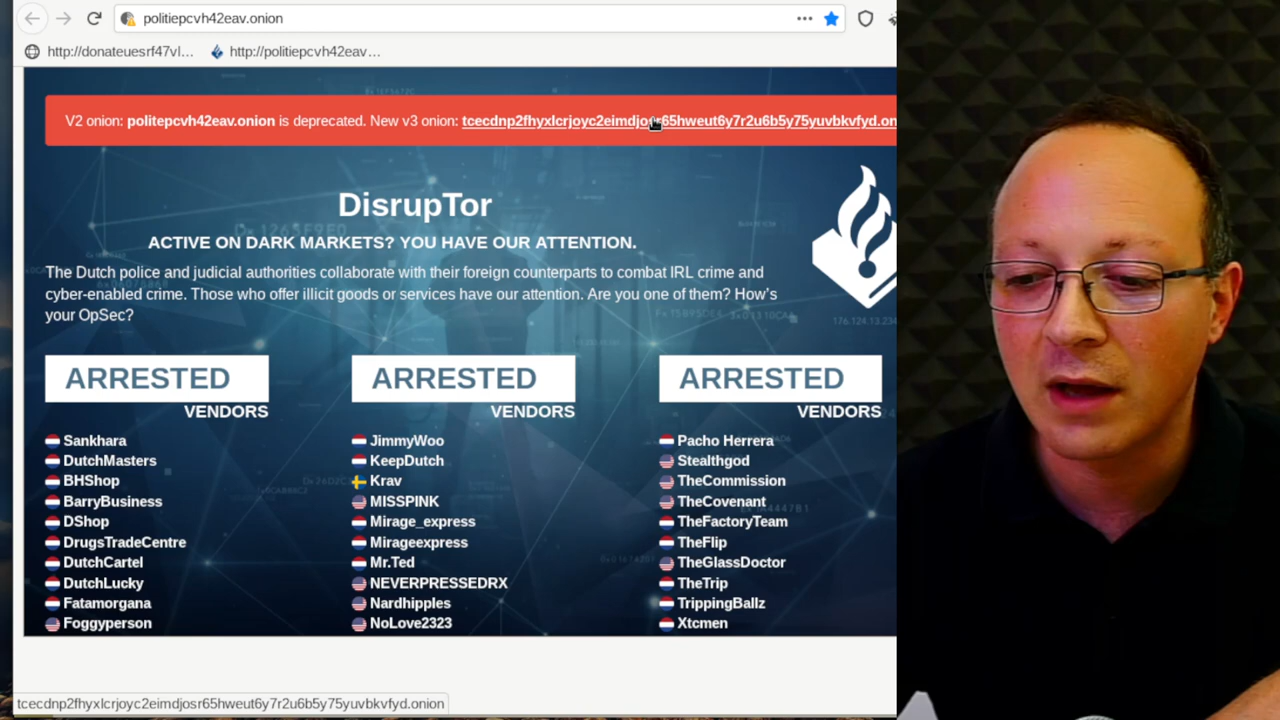 politiepcvh42eav.onion
http://donateuesrf47vl... http://politiepcvh42eav...
V2 onion: politepcvh42eav.onion is deprecated. New v3 onion: tcecdnp2fhyxlcrjoyc2eimdjosr65hweut6y7r2u6b5y75yuvbkvfyd.on
DisrupTor
ACTIVE ON DARK MARKETS? YOU HAVE OUR ATTENTION.
The Dutch police and judicial authorities collaborate with their foreign counterparts to combat IRL crime and
cyber-enabled crime. Those who offer illicit goods or services have our attention. Are you one of them? How's
your OpSec?
ARRESTED
VENDORS
Sankhara
DutchMasters
BHShop
BarryBusiness
DShop
DrugsTradeCentre
DutchCartel
DutchLucky
Fatamorgana
Foggyperson
ARRESTED
VENDORS
JimmyWoo
KeepDutch
Krav
MISSPINK
Mirage_express
Mirageexpress
Mr.Ted
NEVERPRESSEDRX
Nardhipples
NoLove2323
ARRESTED
VENDORS
Pacho Herrera
Stealthgod
TheCommission
TheCovenant
TheFactoryTeam
TheFlip
TheGlassDoctor
TheTrip
TrippingBallz
Xtcmen
tcecdnp2fhyxlcrjoyc2eimdjosr65hweut6y7r2u6b5y75yuvbkvfyd.onion